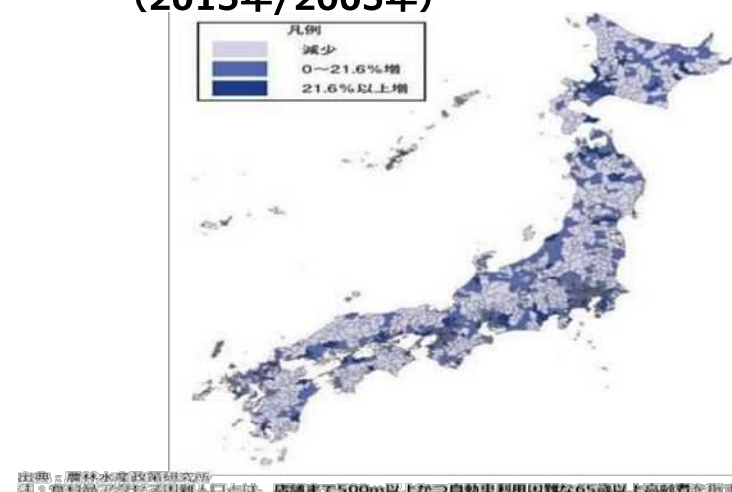 （2015年/2005年）
凡例
減少
0〜21.6%増
21.6%以上増
出典：農林水産政策研究所
店舗まで500m以上かつ自動車利用困難な65歳以上高齢者を指す